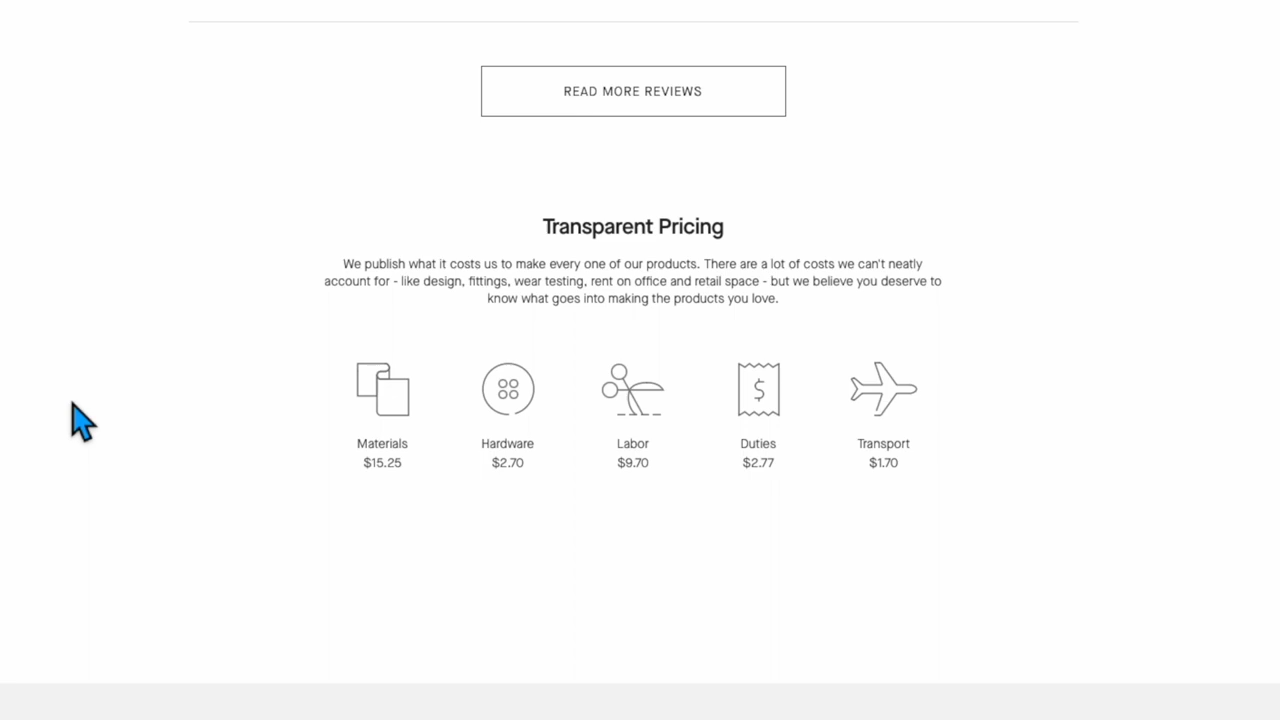 READ MORE REVIEWS
Transparent Pricing
We publish what it costs us to make every one of our products. There are a lot of costs we can't neatly
account for - like design, fittings, wear testing, rent on office and retail space - but we believe you deserve to
know what goes into making the products you love.
$
Materials Hardware Labor Duties Transport
$15.25 $2.70 $9.70 $2.77 $1.70